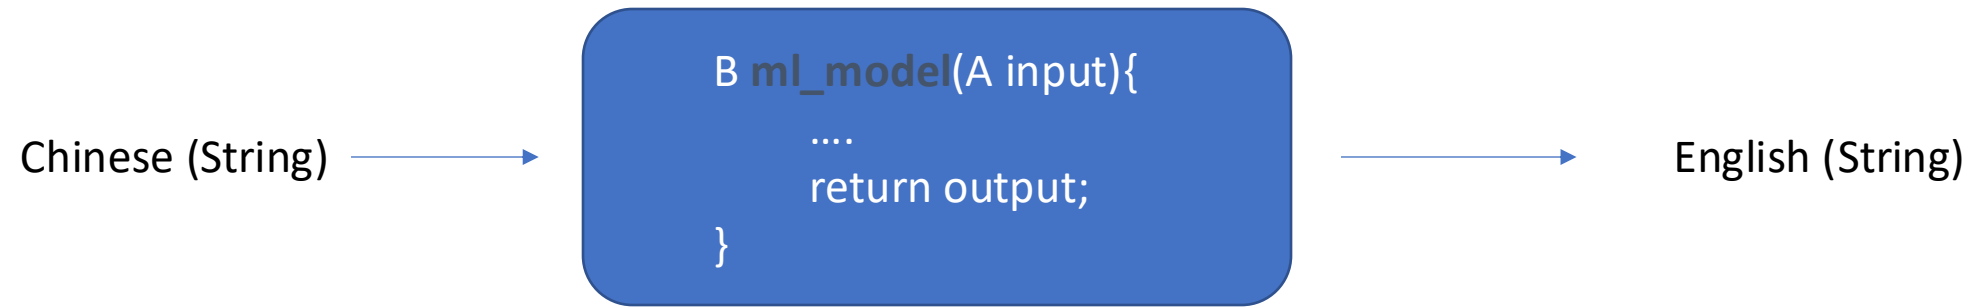 Chinese (String)
B ml_model(A input){
....
return output;
}
English (String)